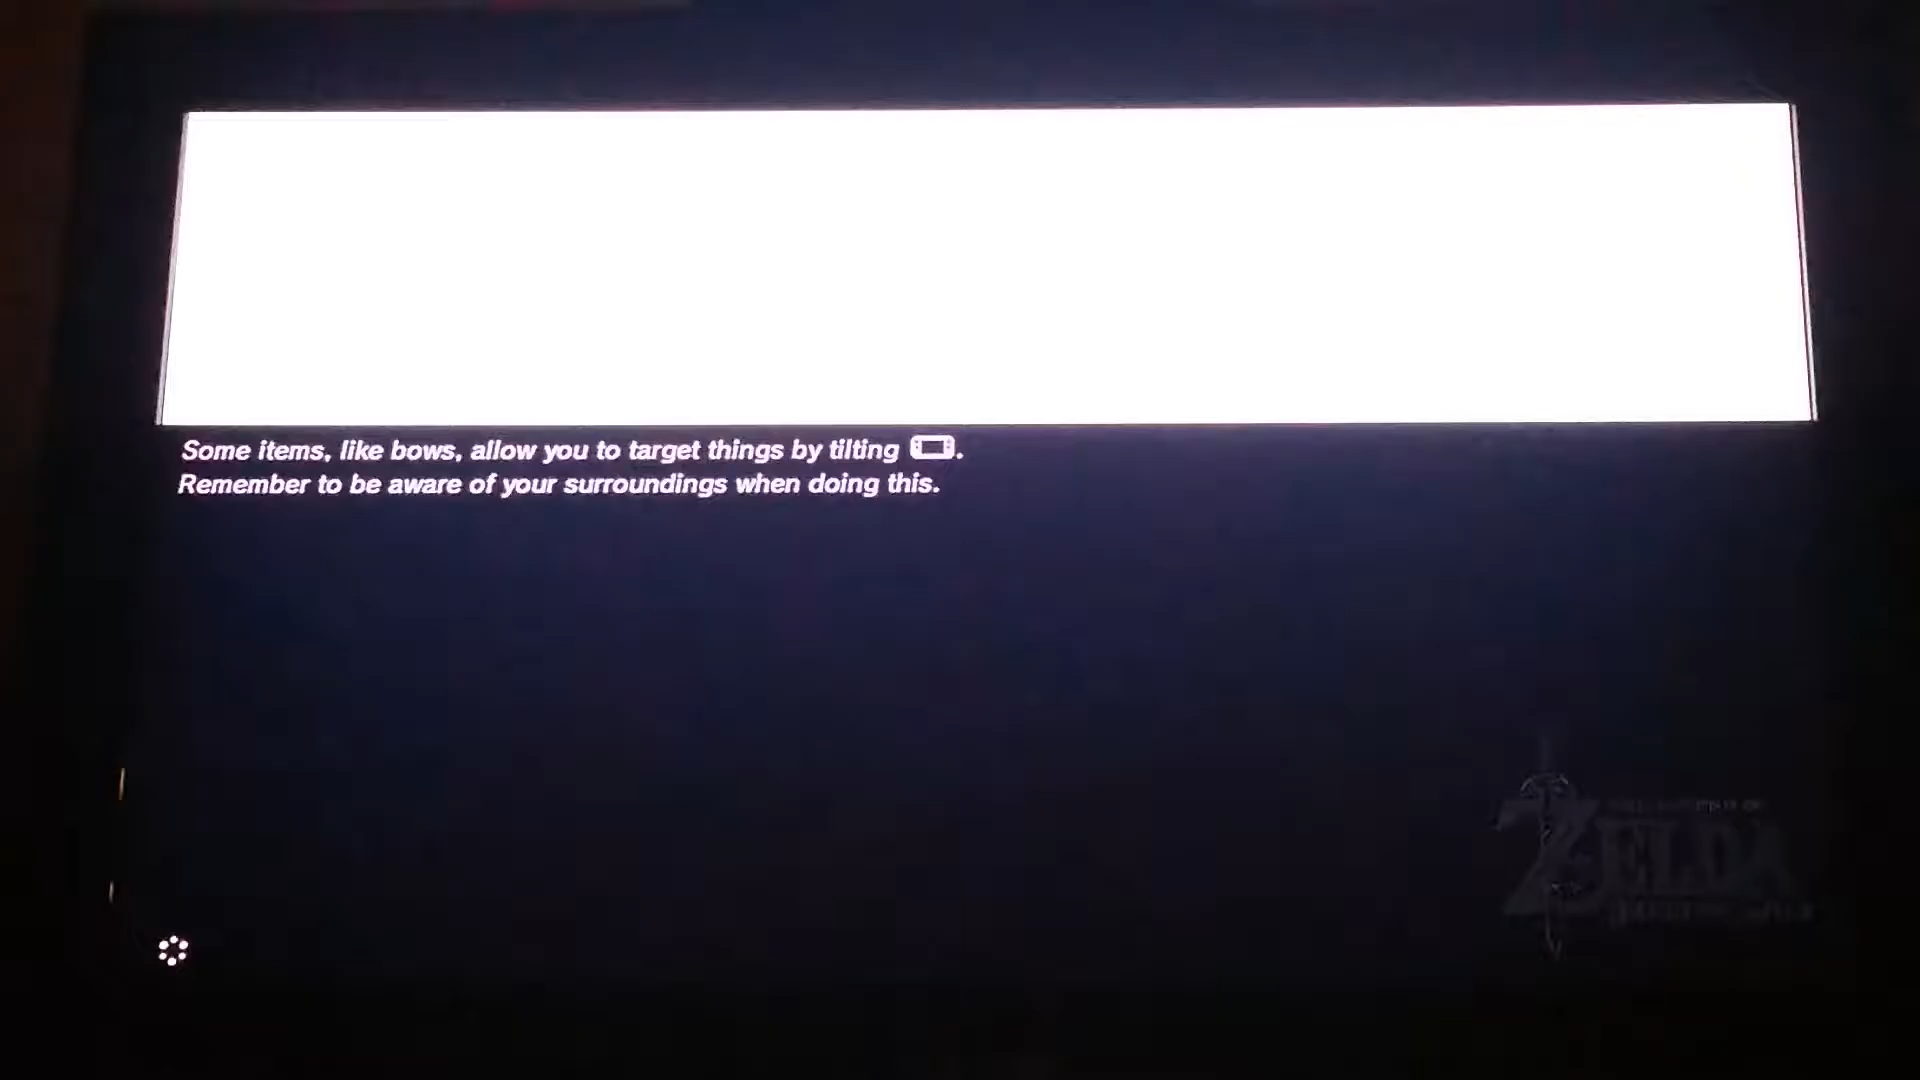 Some items, like bows, allow you to target things by tilting .
Remember to be aware of your surroundings when doing this.
ZELDA